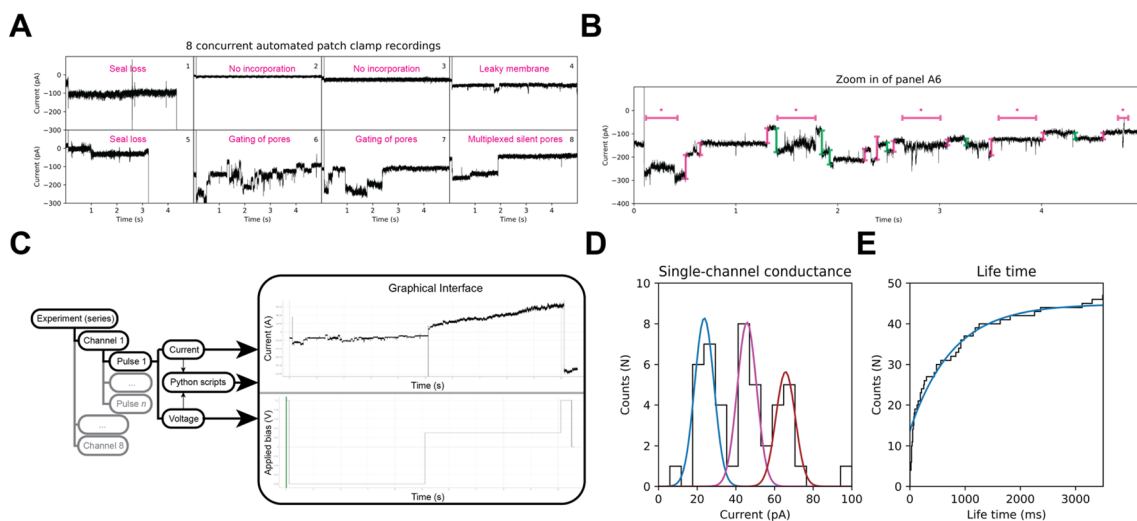 A
8 concurrent automated patch clamp recordings
Seal loss 1
No incorporation 2
No incorporation 3
Leaky membrane 4
Current (pA)
0
−100
−200
−300
Seal loss 5
Gating of pores 6
Gating of pores 7
Multiplexed silent pores 8
Current (pA)
0
−100
−200
−300
1 2 3 4
1 2 3 4
1 2 3 4
1 2 3 4
Time (s)
Time (s)
Time (s)
Time (s)
B
Zoom in of panel A6
* * * * *
Current (pA)
0
−100
−200
−300
−400
0 1 2 3 4
Time (s)
C
Experiment (series)
Channel 1
Pulse 1
...
Pulse n
...
Channel 8
Current
Python scripts
Voltage
Graphical Interface
Current (A)
Time (s)
Applied bias (V)
Time (s)
D
Single-channel conductance
Counts (N)
10
8
6
4
2
0
0 20 40 60 80 100
Current (pA)
E
Life time
Counts (N)
50
40
30
20
10
0
0 1000 2000 3000
Life time (ms)